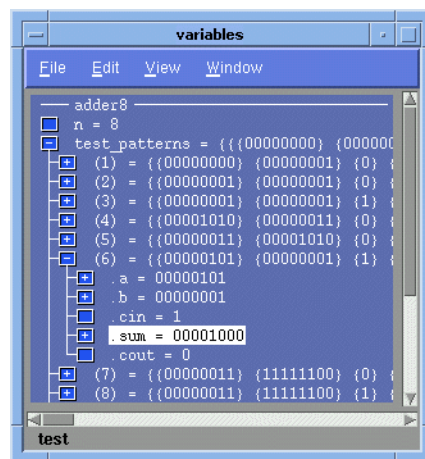 variables
File Edit View Window
adder8
n = 8
test_patterns = {{{00000000} {000000
(1) = {{00000000} {00000001} {0} {
(2) = {{00000001} {00000001} {0} {
(3) = {{00000001} {00000001} {1} {
(4) = {{00001010} {00000011} {0} {
(5) = {{00000011} {00001010} {0} {
(6) = {{00000101} {00000001} {1} {
.a = 00000101
.b = 00000001
.cin = 1
.sum = 00001000
.cout = 0
(7) = {{00000011} {11111100} {0} {
(8) = {{00000011} {11111100} {1} {
test